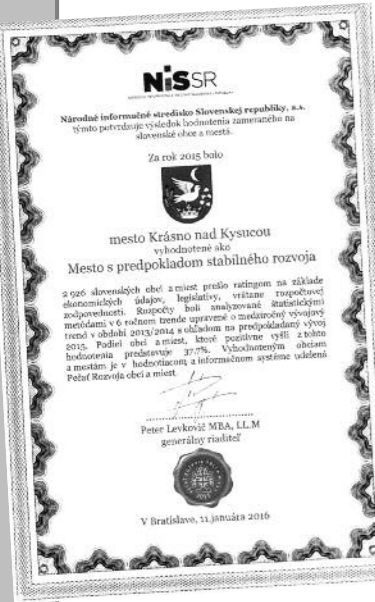 NiSSR
Národné informačné stredisko Slovenskej republiky, a.s.
týmto potvrdzuje výsledok hodnotenia zameraného na
slovenské obce a mestá.
Za rok 2015 bolo
mesto Krásno nad Kysucou
vyhodnotené ako
Mesto s predpokladom stabilného rozvoja
2 926 slovenských obcí a miest prešlo ratingom na základe
ekonomických údajov, legislatívy, vrátane rozpočtovej
zodpovednosti. Rozpočty boli analyzované štatistickými
metódami v 6 ročnom trende upravené o medziročný vývojavý
trend v období 2013/2014 s ohľadom na predpokladaný vývoj
2015. Podiel obcí a miest, ktoré pozitívne vyšli z tohto
hodnotenia predstavuje 37,7%. Vyhodnoteným obciam
a mestám je v hodnotiacom a informačnom systéme udelená
Pečať Rozvoja obcí a miest
Peter Levkovič MBA, LL.M
generálny riaditeľ
2015
V Bratislave, 11.januára 2016